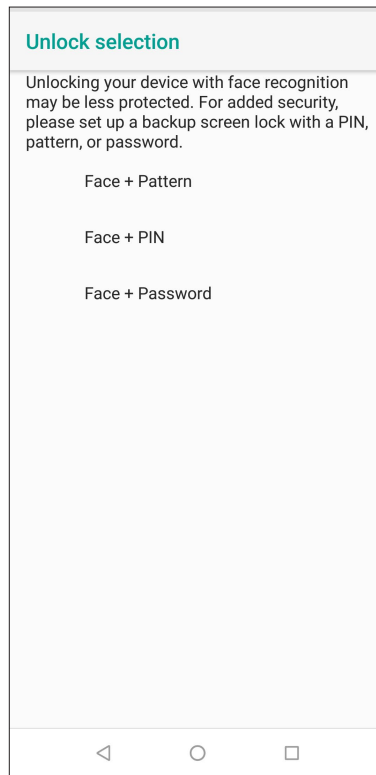 Unlock selection
Unlocking your device with face recognition
may be less protected. For added security,
please set up a backup screen lock with a PIN,
pattern, or password.
Face + Pattern
Face + PIN
Face + Password